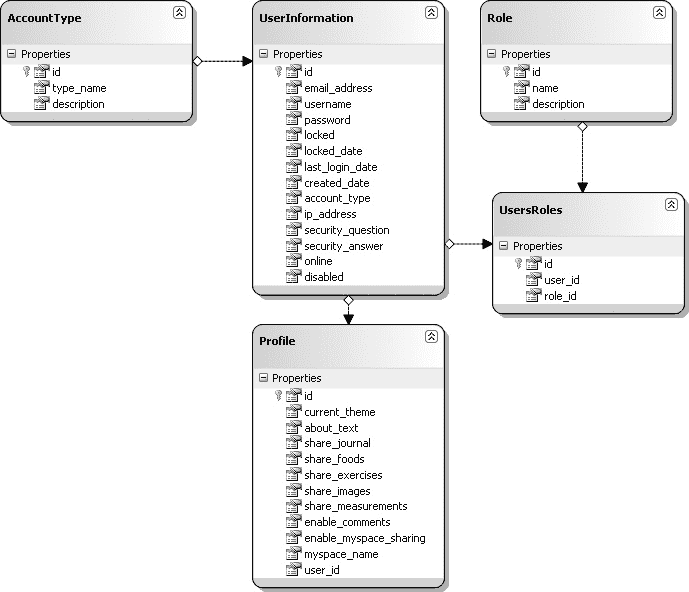 AccountType
Properties
id
type_name
description
UserInformation
Properties
id
email_address
username
password
locked
locked_date
last_login_date
created_date
account_type
ip_address
security_question
security_answer
online
disabled
Role
Properties
id
name
description
UsersRoles
Properties
id
user_id
role_id
Profile
Properties
id
current_theme
about_text
share_journal
share_foods
share_exercises
share_images
share_measurements
enable_comments
enable_myspace_sharing
myspace_name
user_id